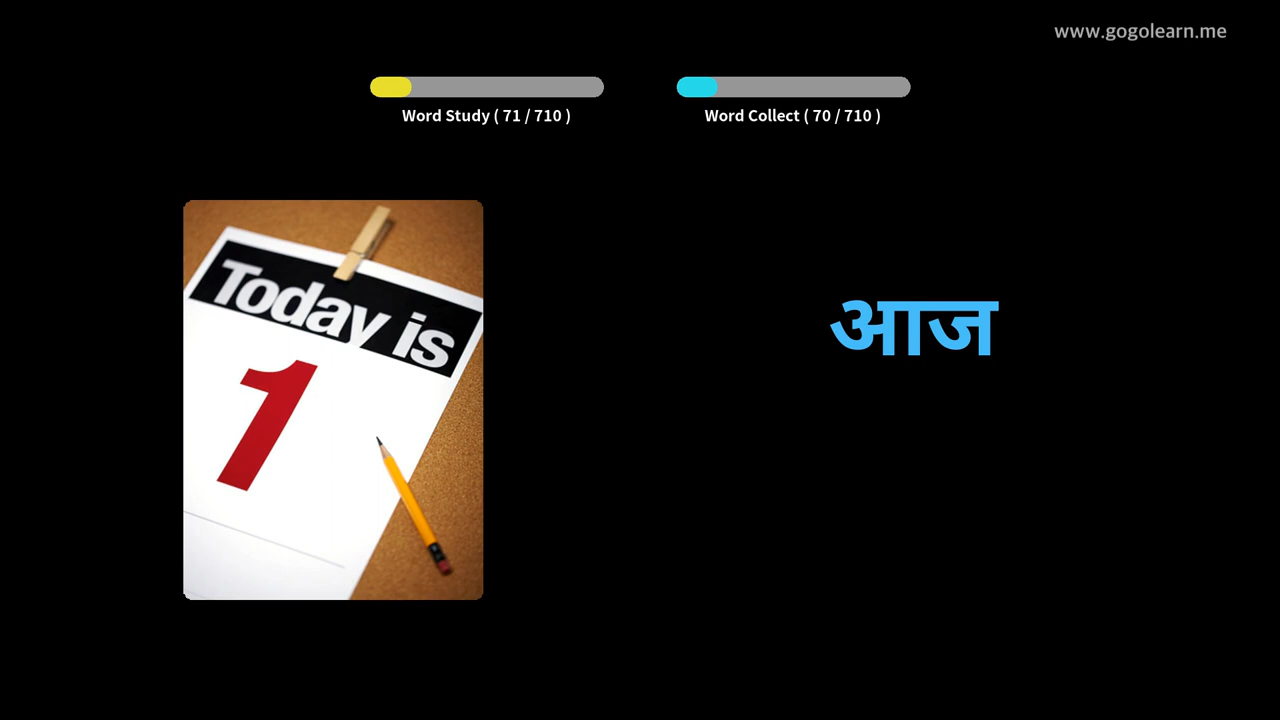 www.gogolearn.me
Word Study ( 71 / 710 )
Word Collect ( 70 / 710 )
Today is
1
आज